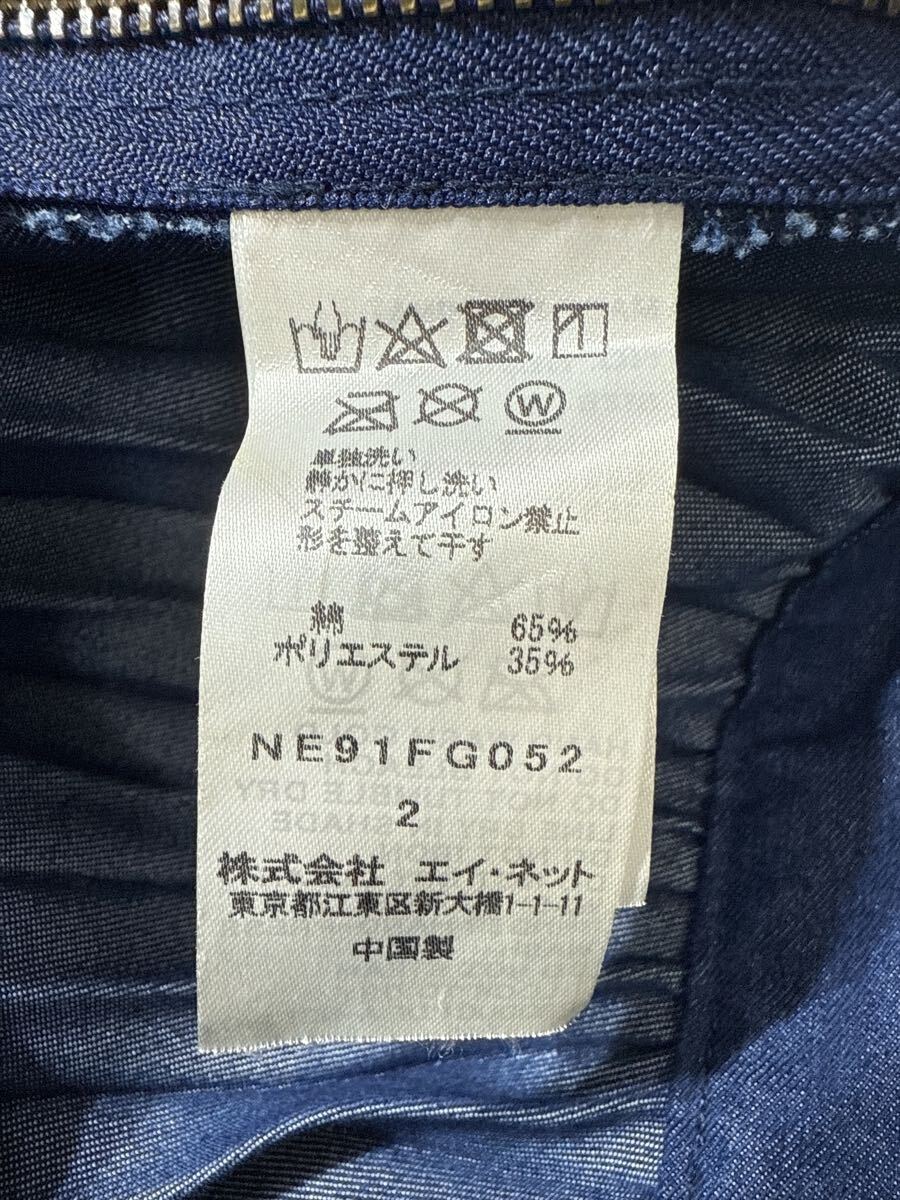 W
単独洗い
静かに押し洗い
スチームアイロン禁止
形を整えて干す
綿 65%
ポリエステル 35%
NE91FG052
2
株式会社 エイ・ネット
東京都江東区新大橋1-1-11
中国製